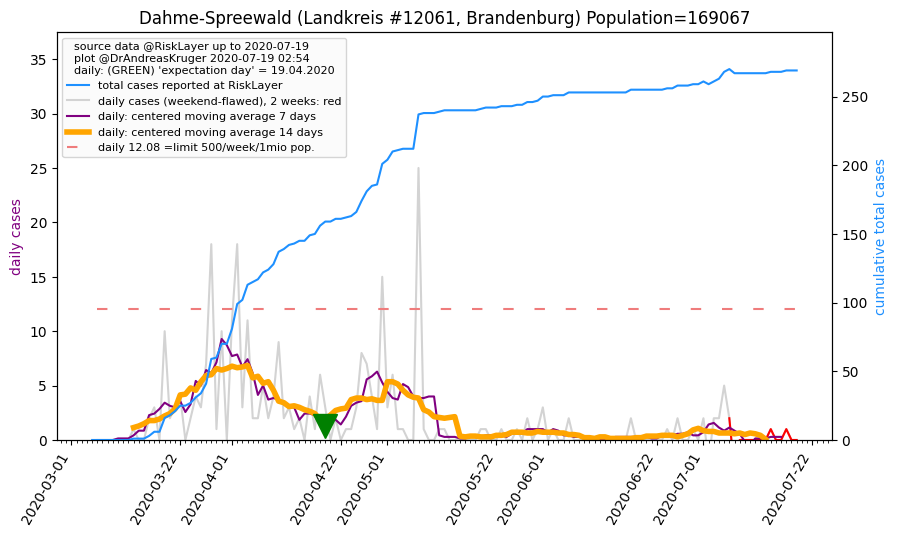 Dahme-Spreewald (Landkreis #12061, Brandenburg) Population=169067
source data @RiskLayer up to 2020-07-19
plot @DrAndreasKruger 2020-07-19 02:54
daily: (GREEN) 'expectation day' = 19.04.2020
total cases reported at RiskLayer
daily cases (weekend-flawed), 2 weeks: red
daily: centered moving average 7 days
daily: centered moving average 14 days
daily 12.08 =limit 500/week/1mio pop.
daily cases
35
30
25
20
15
10
5
0
250
200
150
100
50
0
cumulative total cases
2020-03-01
2020-03-22
2020-04-01
2020-04-22
2020-05-01
2020-05-22
2020-06-01
2020-06-22
2020-07-01
2020-07-22